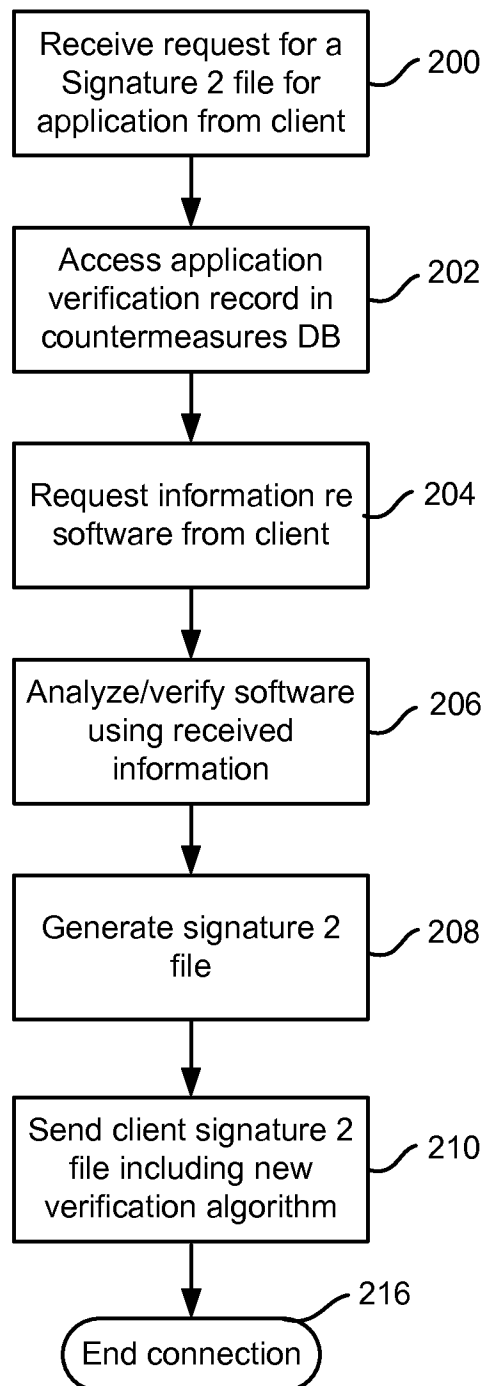 Receive request for a
Signature 2 file for
application from client
200
Access application
verification record in
countermeasures DB
202
Request information re
software from client
204
Analyze/verify software
using received
information
206
Generate signature 2
file
208
Send client signature 2
file including new
verification algorithm
210
216
End connection